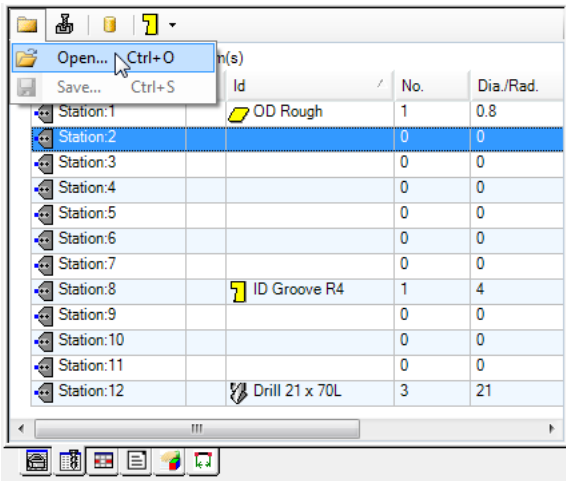 Open... Ctrl+O
n(s)
Save... Ctrl+S
Id No. Dia./Rad.
Station:1 OD Rough 1 0.8
Station:2 0 0
Station:3 0 0
Station:4 0 0
Station:5 0 0
Station:6 0 0
Station:7 0 0
Station:8 ID Groove R4 1 4
Station:9 0 0
Station:10 0 0
Station:11 0 0
Station:12 Drill 21 x 70L 3 21